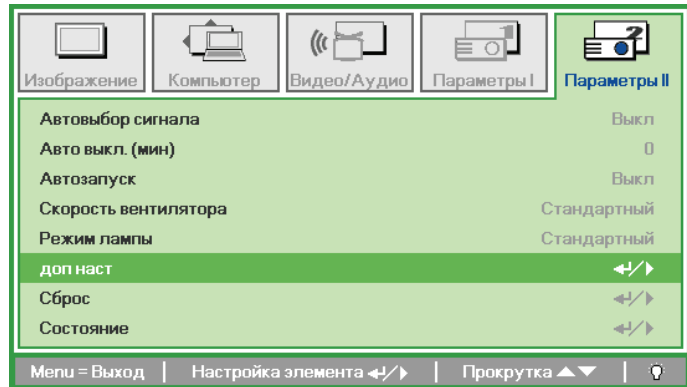 Изображение
Компьютер
Видео/Аудио
Параметры I
Параметры II
Автовыбор сигнала Выкл
Авто выкл. (мин) 0
Автозапуск Выкл
Скорость вентилятора Стандартный
Режим лампы Стандартный
доп наст
Сброс
Состояние
Menu = Выход | Настройка элемента | Прокрутка